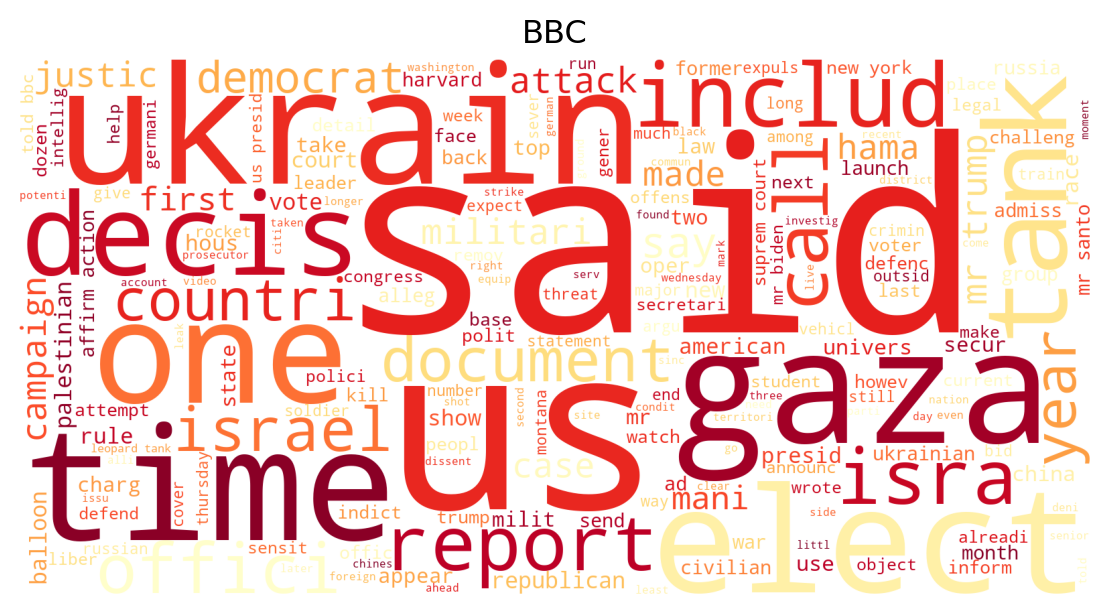 BBC
told bbc
justic
democrat
washington
harvard
attack
run
includ
former
expuls
new york
russia
place
legal
long
dozen
intellig
help
germani
ukrain
us presid
detail
take
court
leader
week
face
back
top
sever
german
gener
much
black
law
among
hama
recent
challeng
tank
moment
potenti
give
first
vote
longer
strike
expect
offens
made
two
commun
suprem court
call
next
launch
district
train
race
mr trump
admiss
mr santo
decis
hous
rocket
prosecutor
citi
taken
said
militari
remov
right
equip
found
say
mark
oper
wednesday
mr biden
investig
live
crimin
voter
defenc
outsid
last
come
group
affirm action
account
video
congress
alleg
serv
threat
major
new
secretari
campaign
palestinian
countri
base
polit
statement
argu
vehicl
make
secur
year
one
leak
document
sinc
american
univers
state
polici
kill
end
student
three
howev
still
current
nation
day
even
attempt
rule
israel
soldier
number
shot
show
second
montana
site
condit
mr
watch
territori
gaza
leopard tank
peopl
dissent
us
case
go
presid
ukrainian
bid
china
announc
time
charg
issu
defend
cover
thursday
indict
ad
way
clear
mani
wrote
isra
deni
balloon
liber
russian
sensit
trump
milit
send
report
side
elect
littl
war
civilian
use
object
alreadi
month
inform
senior
offici
later
chines
offic
foreign
appear
ahead
republican
least